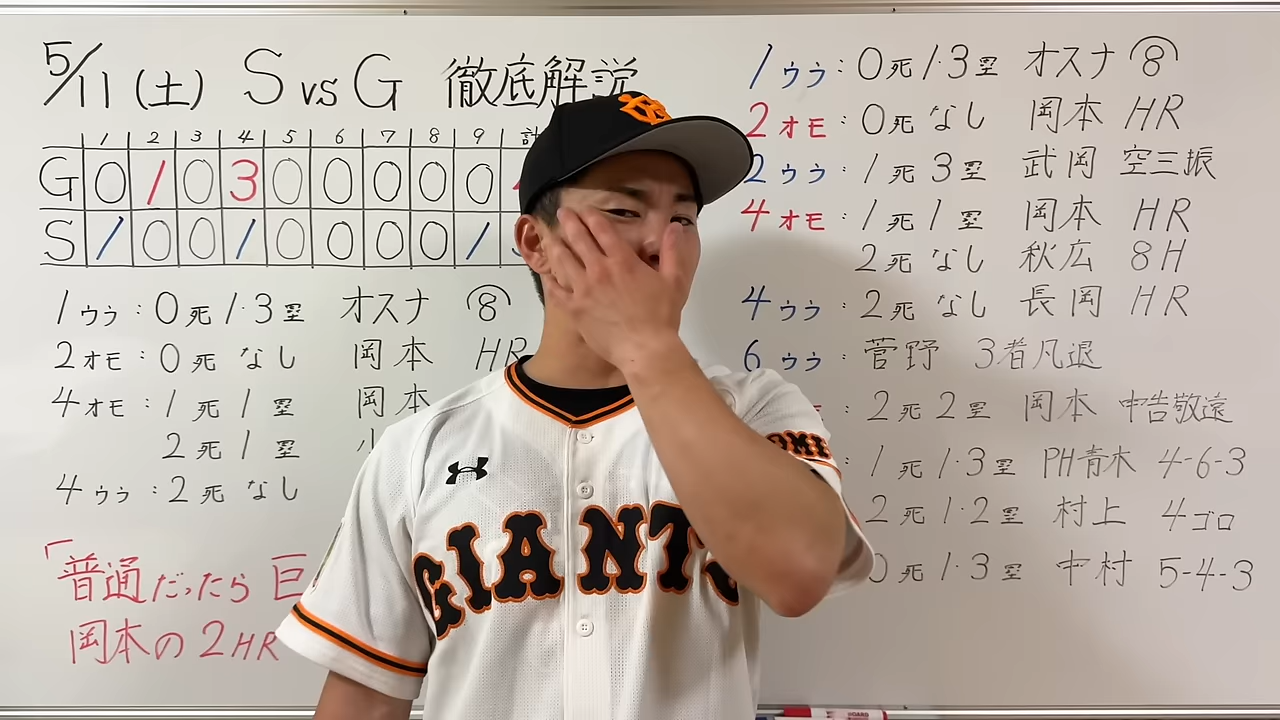 5/11(土) S vs G 徹底解説
1 2 3 4 5 6 7 8 9 計
G 0 1 0 3 0 0 0 0 0
S 1 0 0 1 0 0 0 0 1
1ウラ:0死1・3塁 オスナ 8
2オモ:0死なし 岡本 HR
4オモ:1死1塁 岡本
2死1塁
4ウラ:2死なし
「普通だったら巨
岡本の2HR
1ウラ:0死1・3塁 オスナ 8
2オモ:0死なし 岡本 HR
2ウラ:1死3塁 武岡 空三振
4オモ:1死1塁 岡本 HR
2死なし 秋広 8H
4ウラ:2死なし 長岡 HR
6ウラ:菅野 3者凡退
:2死2塁 岡本 申告敬遠
:1死1・3塁 PH青木 4-6-3
2死1・2塁 村上 4ゴロ
0死1・3塁 中村 5-4-3
GIANTS